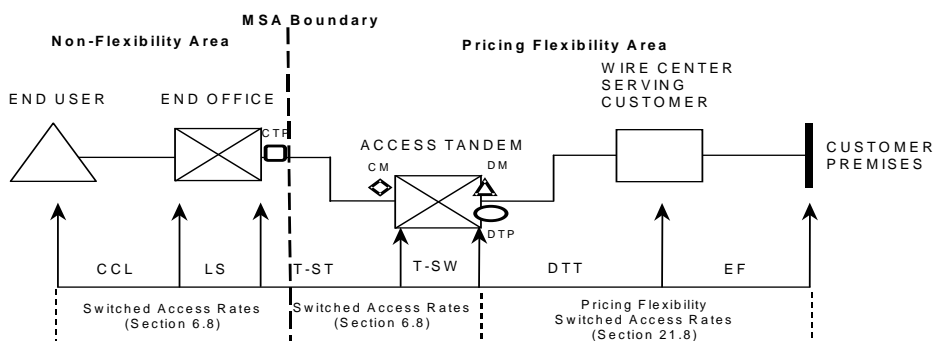 MSA Boundary
Non-Flexibility Area
Pricing Flexibility Area
WIRE CENTER
SERVING
CUSTOMER
END USER
END OFFICE
CTP
ACCESS TANDEM
CM
DM
CUSTOMER
PREMISES
DTP
CCL
LS
T-ST
T-SW
DTT
EF
Switched Access Rates
(Section 6.8)
Switched Access Rates
(Section 6.8)
Pricing Flexibility
Switched Access Rates
(Section 21.8)